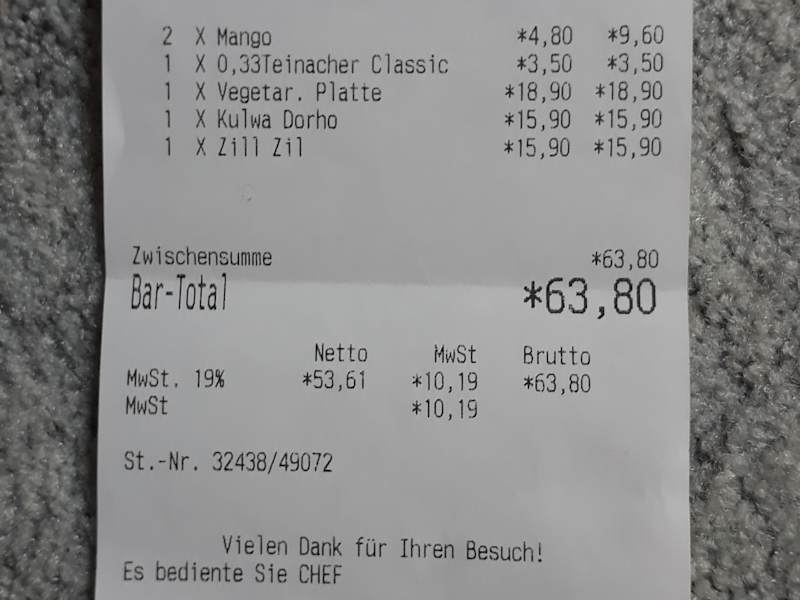 2 X Mango *4,80 *9,60
1 X 0,33Teinacher Classic *3,50 *3,50
1 X Vegetar. Platte *18,90 *18,90
1 X Kulwa Dorho *15,90 *15,90
1 X Zill Zil *15,90 *15,90
Zwischensumme *63,80
Bar-Total *63,80
Netto MwSt Brutto
MwSt. 19% *53,61 *10,19 *63,80
MwSt *10,19
St.-Nr. 32438/49072
Vielen Dank für Ihren Besuch!
Es bediente Sie CHEF